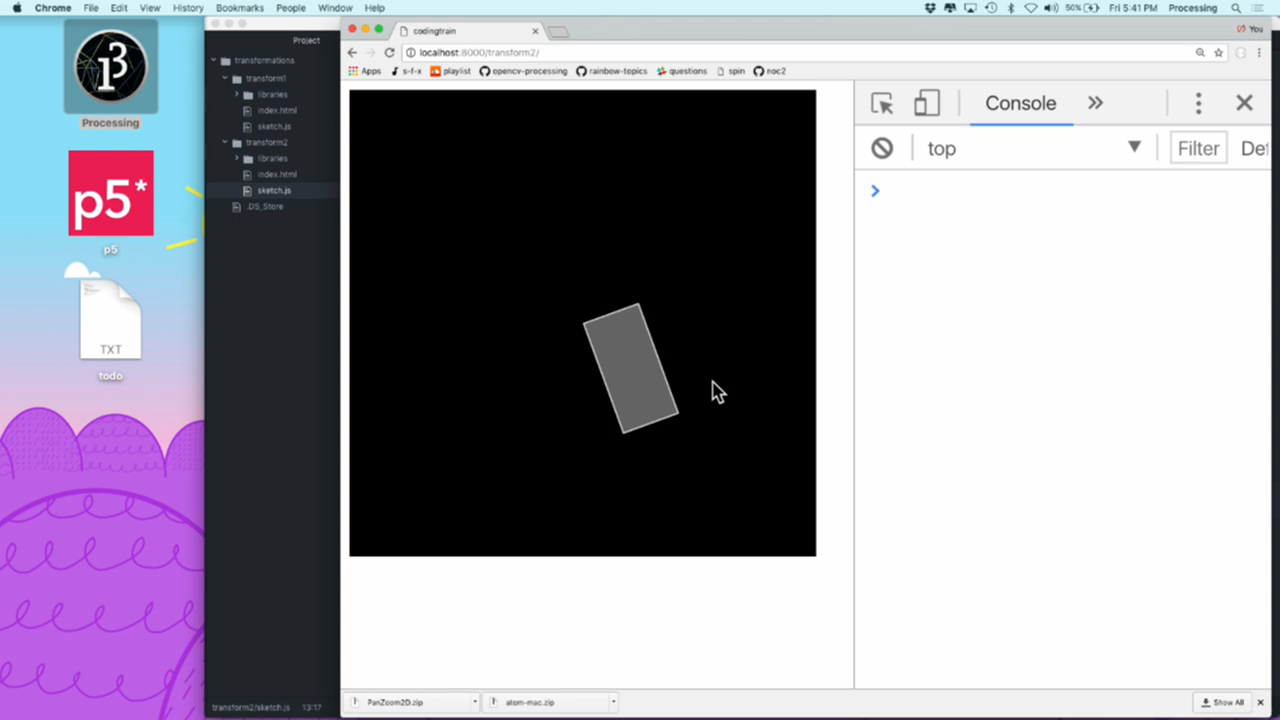 Chrome File Edit View History Bookmarks People Window Help 50% Fri 5:41 PM Processing
codingtrain You
localhost:8000/transform2/
Apps s-f-x playlist opencv-processing rainbow-topics questions spin noc2
Project
transformations
transform1
libraries
index.html
sketch.js
transform2
libraries
index.html
sketch.js
.DS_Store
Processing
p5*
p5
TXT
todo
Console
top Filter Def
transform2/sketch.js 13:17
PanZoom2D.zip atom-mac.zip Show All